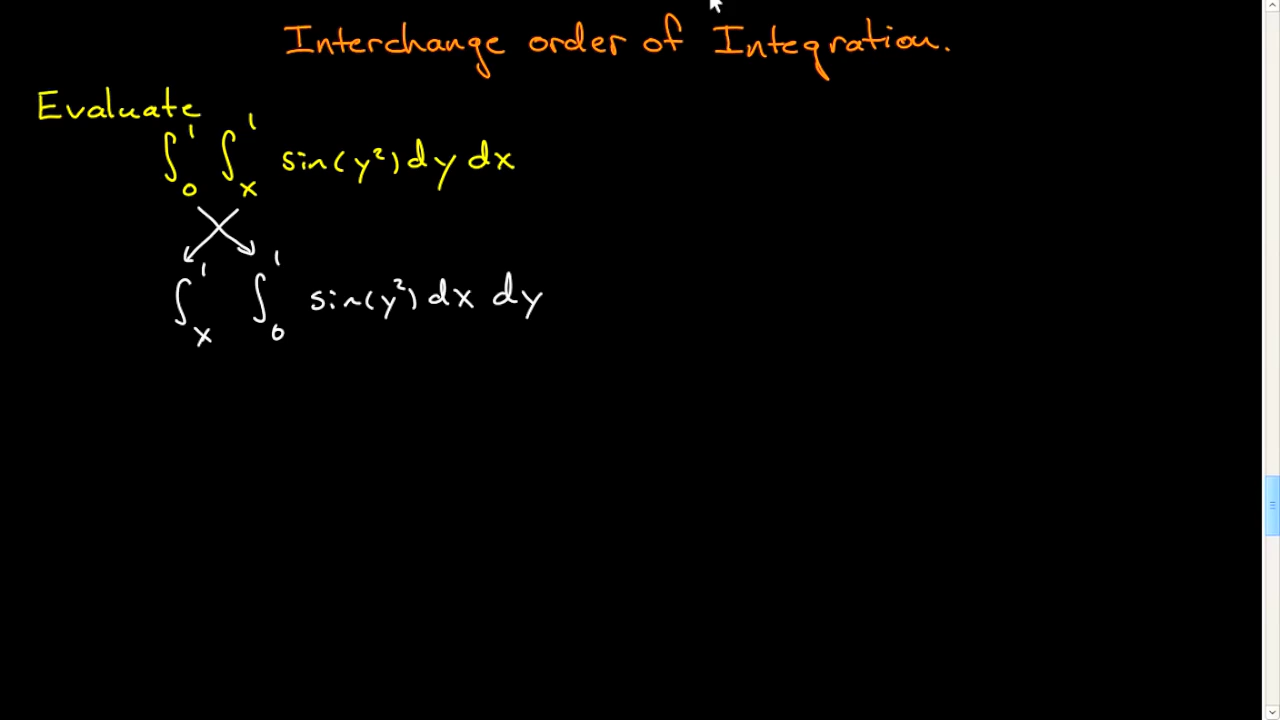 Interchange order of Integration.
Evaluate
∫₀¹ ∫ₓ¹ sin(y²) dy dx
∫ₓ¹ ∫₀¹ sin(y²) dx dy